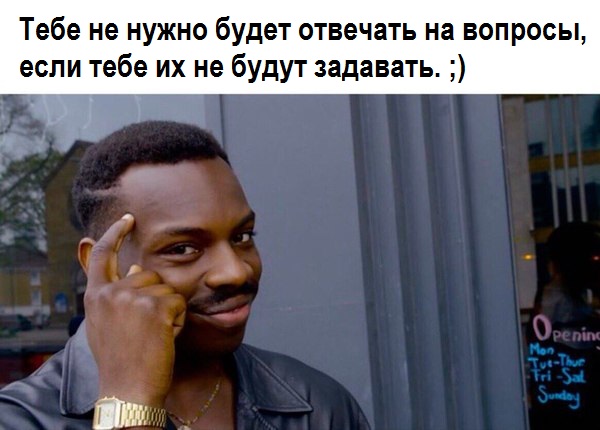 Тебе не нужно будет отвечать на вопросы,
если тебе их не будут задавать. ;)
Opening
Mon
Tue-Thur
Fri-Sat
Sunday